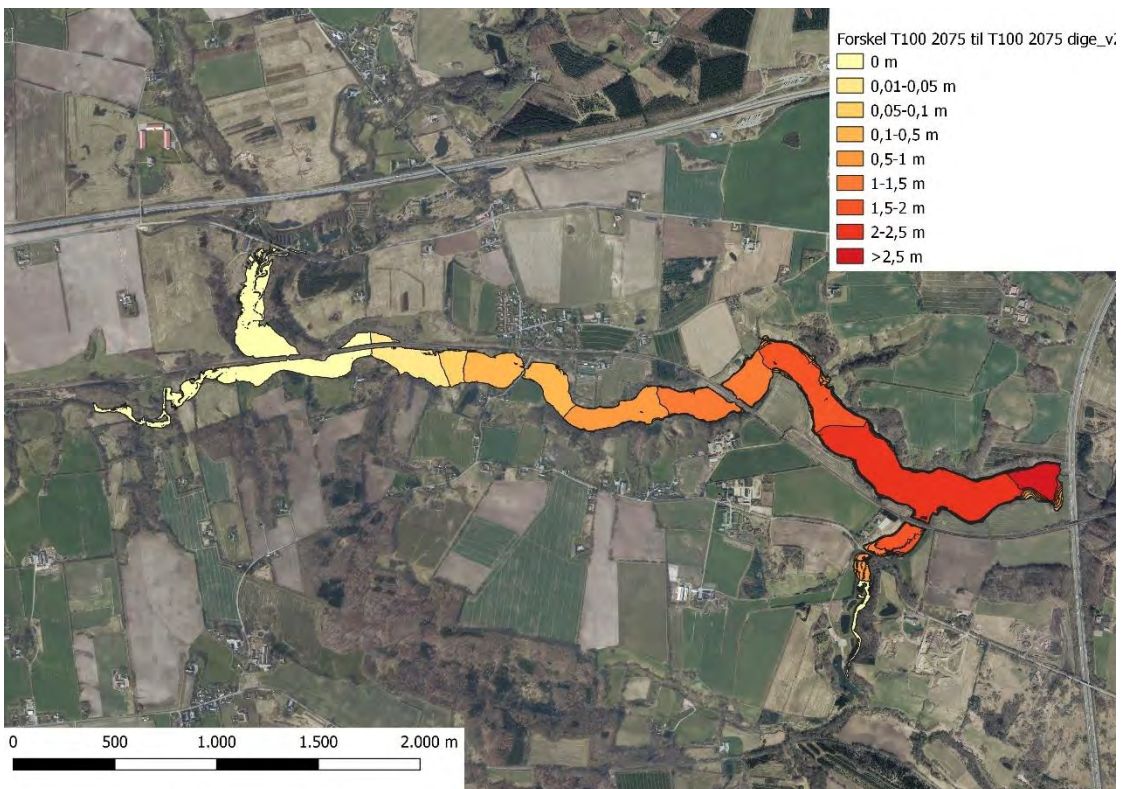 Forskel T100 2075 til T100 2075 dige_v2
0 m
0,01-0,05 m
0,05-0,1 m
0,1-0,5 m
0,5-1 m
1-1,5 m
1,5-2 m
2-2,5 m
>2,5 m
0 500 1.000 1.500 2.000 m